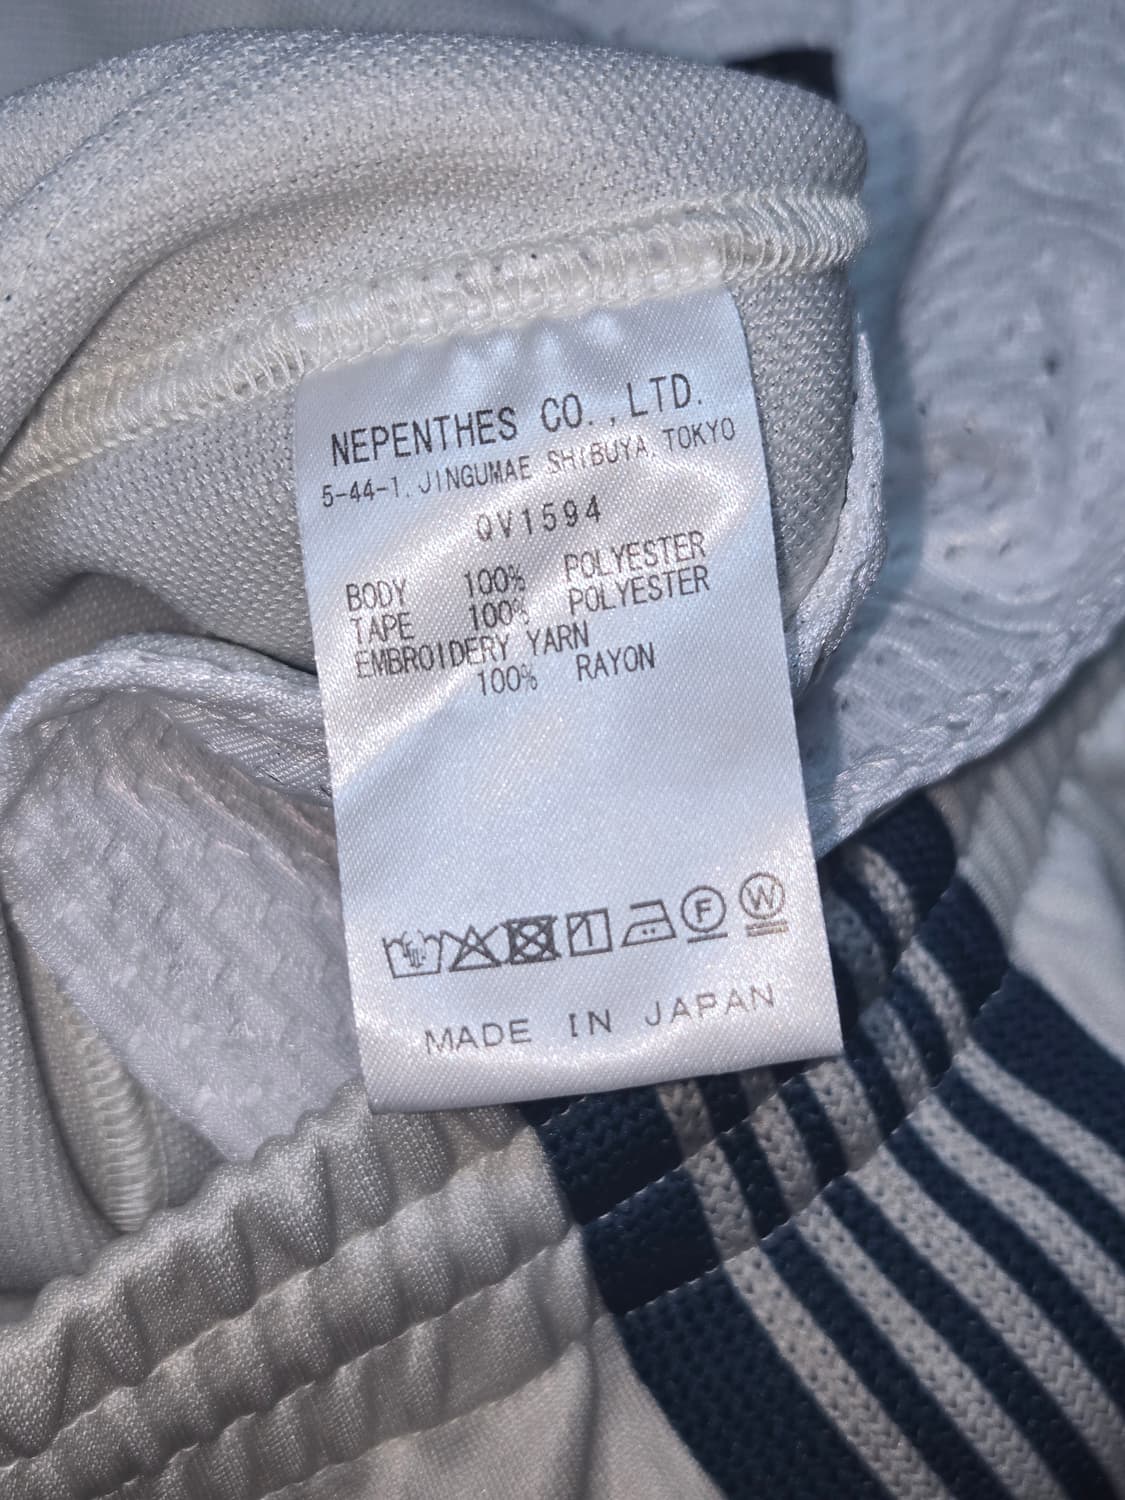 NEPENTHES CO., LTD.
5-44-1, JINGUMAE SHIBUYA, TOKYO
QV1594
BODY 100% POLYESTER
TAPE 100% POLYESTER
EMBROIDERY YARN
100% RAYON
F W
MADE IN JAPAN